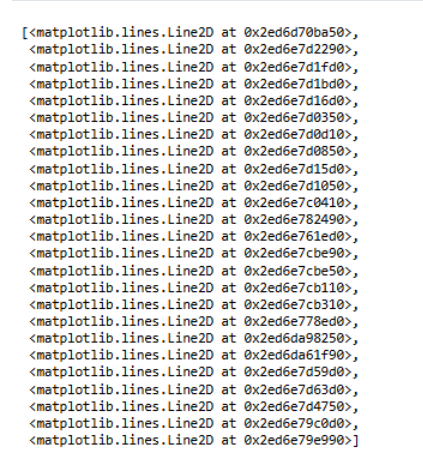 [<matplotlib.lines.Line2D at 0x2ed6d70ba50>,
<matplotlib.lines.Line2D at 0x2ed6e7d2290>,
<matplotlib.lines.Line2D at 0x2ed6e7d1fd0>,
<matplotlib.lines.Line2D at 0x2ed6e7d1bd0>,
<matplotlib.lines.Line2D at 0x2ed6e7d16d0>,
<matplotlib.lines.Line2D at 0x2ed6e7d0350>,
<matplotlib.lines.Line2D at 0x2ed6e7d0d10>,
<matplotlib.lines.Line2D at 0x2ed6e7d0850>,
<matplotlib.lines.Line2D at 0x2ed6e7d15d0>,
<matplotlib.lines.Line2D at 0x2ed6e7d1050>,
<matplotlib.lines.Line2D at 0x2ed6e7c0410>,
<matplotlib.lines.Line2D at 0x2ed6e782490>,
<matplotlib.lines.Line2D at 0x2ed6e761ed0>,
<matplotlib.lines.Line2D at 0x2ed6e7cbe90>,
<matplotlib.lines.Line2D at 0x2ed6e7cbe50>,
<matplotlib.lines.Line2D at 0x2ed6e7cb110>,
<matplotlib.lines.Line2D at 0x2ed6e7cb310>,
<matplotlib.lines.Line2D at 0x2ed6e778ed0>,
<matplotlib.lines.Line2D at 0x2ed6da98250>,
<matplotlib.lines.Line2D at 0x2ed6da61f90>,
<matplotlib.lines.Line2D at 0x2ed6e7d59d0>,
<matplotlib.lines.Line2D at 0x2ed6e7d63d0>,
<matplotlib.lines.Line2D at 0x2ed6e7d4750>,
<matplotlib.lines.Line2D at 0x2ed6e79c0d0>,
<matplotlib.lines.Line2D at 0x2ed6e79e990>]